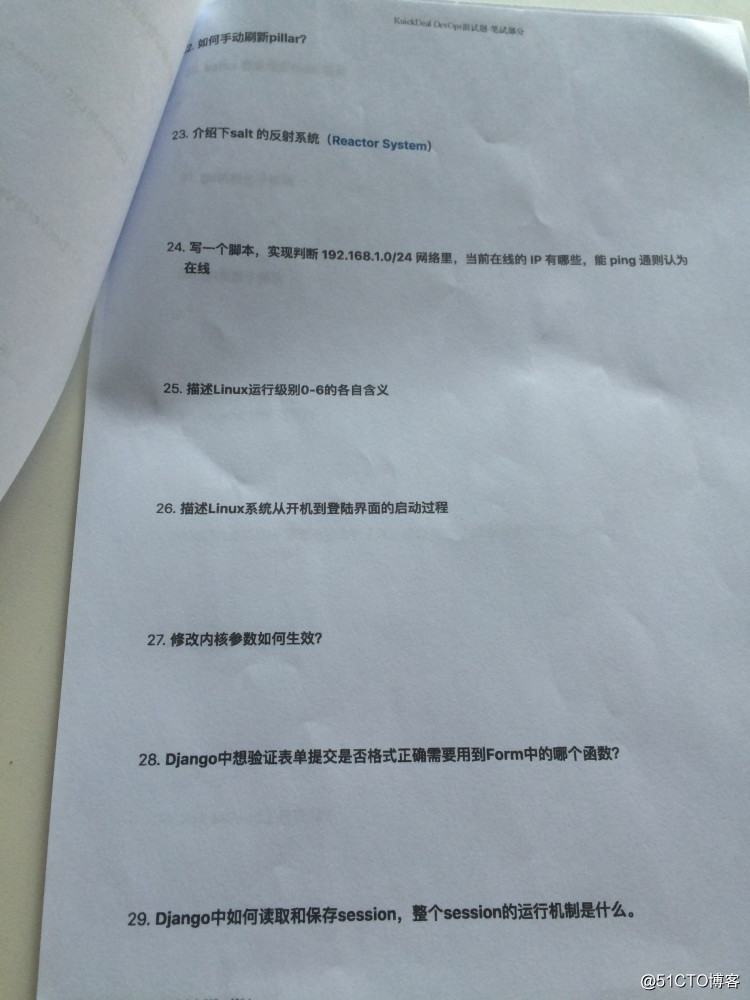 KuickDeal DevOps面试题-笔试部分
2. 如何手动刷新pillar?
23. 介绍下salt 的反射系统（Reactor System）
24. 写一个脚本，实现判断 192.168.1.0/24 网络里，当前在线的 IP 有哪些，能 ping 通则认为
在线
25. 描述Linux运行级别0-6的各自含义
26. 描述Linux系统从开机到登陆界面的启动过程
27. 修改内核参数如何生效?
28. Django中想验证表单提交是否格式正确需要用到Form中的哪个函数?
29. Django中如何读取和保存session，整个session的运行机制是什么。
@51CTO博客